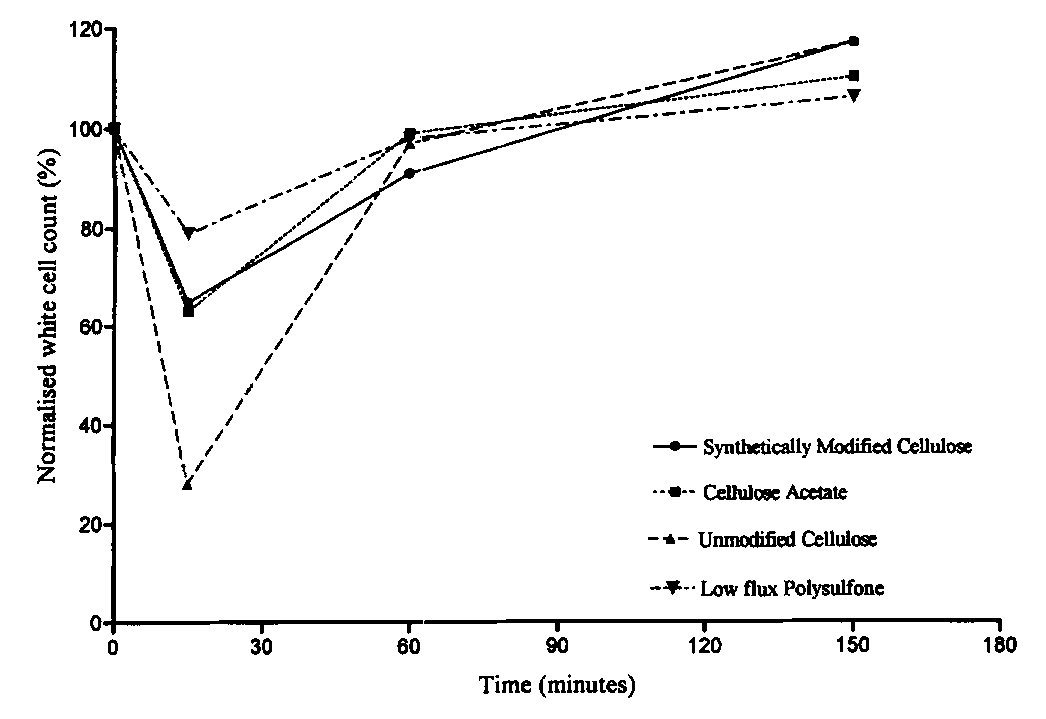 120
100
80
60
40
20
0
Normalised white cell count (%)
0 30 60 90 120 150 180
Time (minutes)
Synthetically Modified Cellulose
Cellulose Acetate
Unmodified Cellulose
Low flux Polysulfone